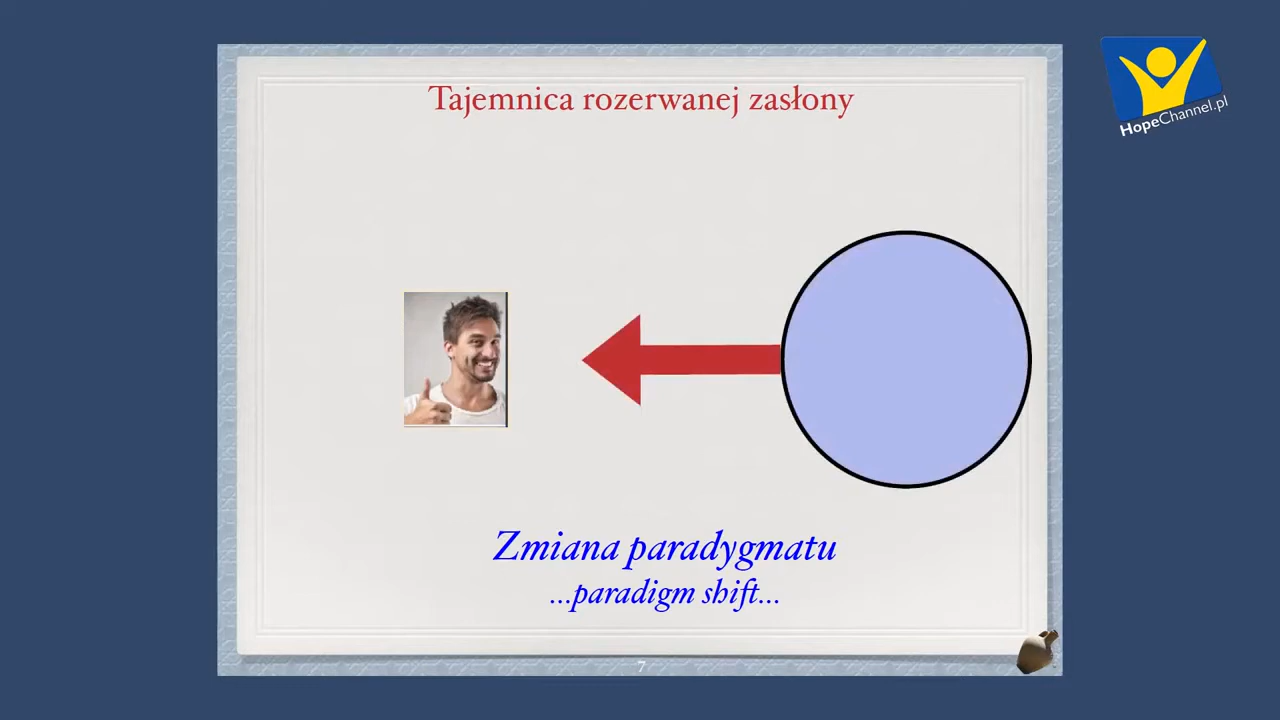 Tajemnica rozerwanej zasłony
HopeChannel.pl
Zmiana paradygmatu
...paradigm shift...
7